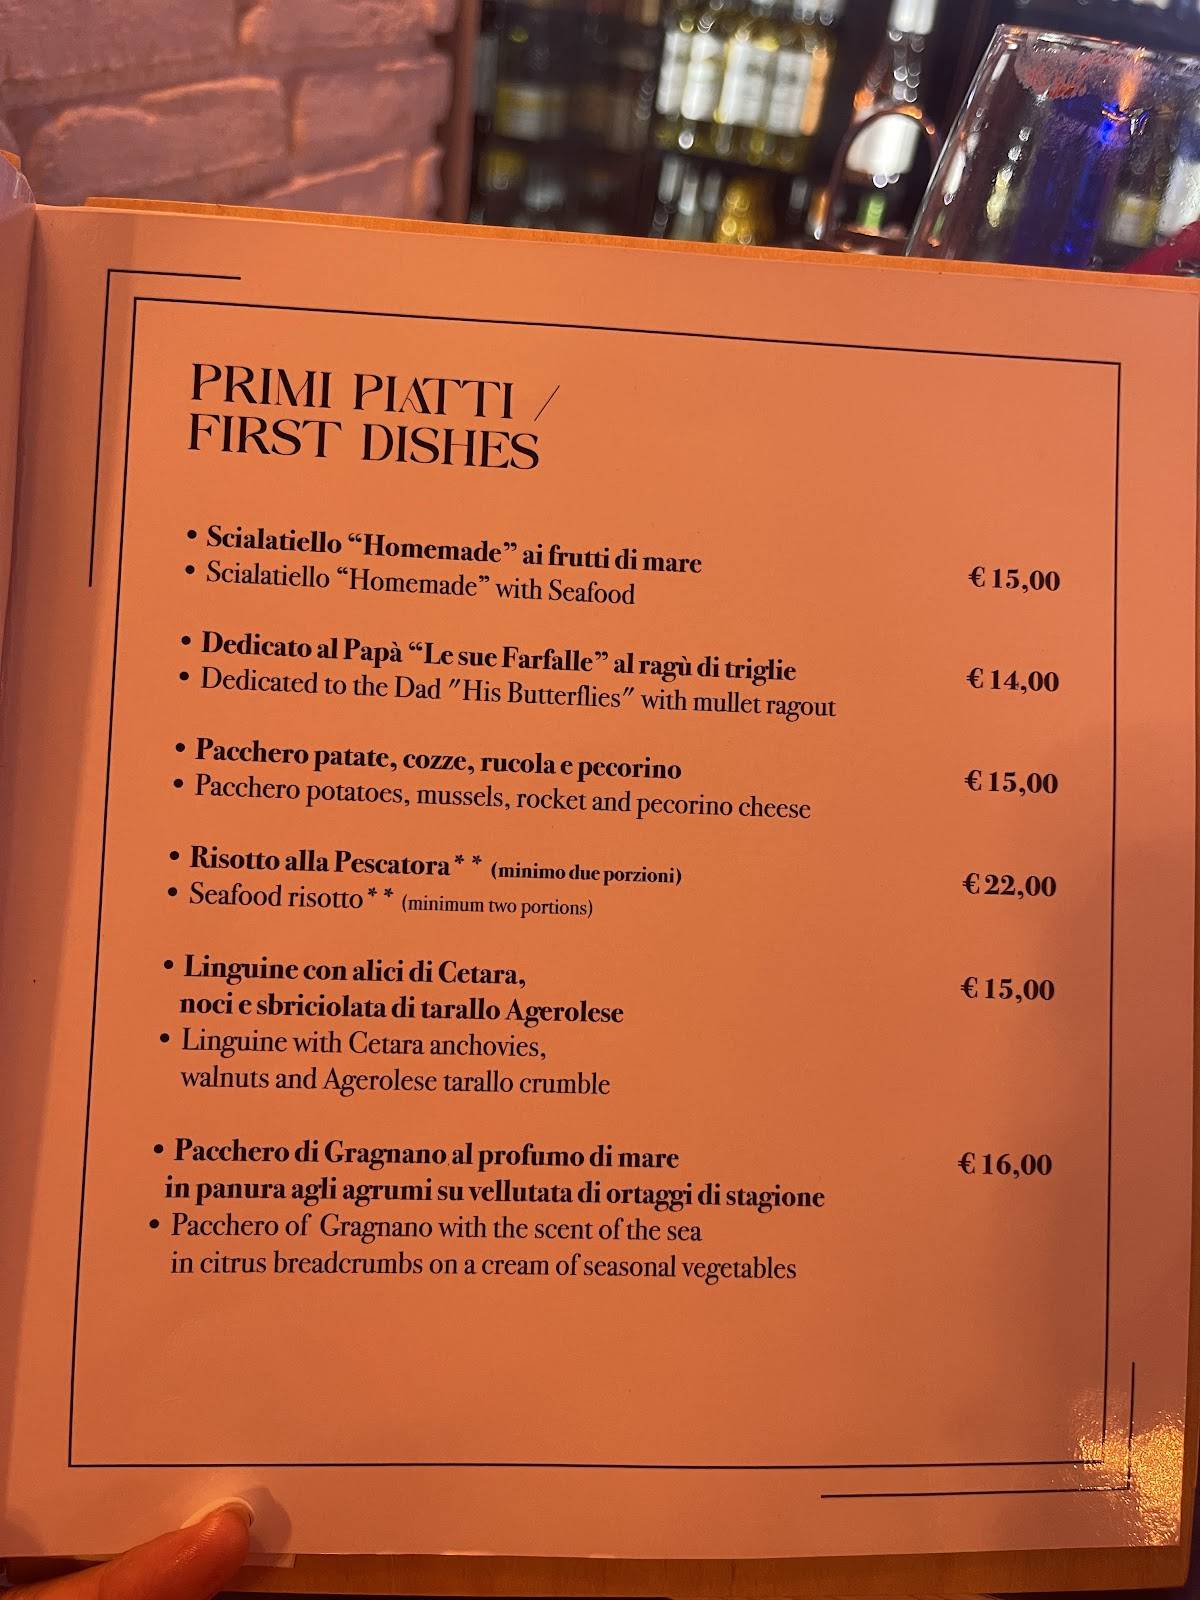 PRIMI PIATTI /
FIRST DISHES
• Scialatiello “Homemade” ai frutti di mare
• Scialatiello “Homemade” with Seafood
€ 15,00
• Dedicato al Papà “Le sue Farfalle” al ragù di triglie
• Dedicated to the Dad "His Butterflies" with mullet ragout
€ 14,00
• Pacchero patate, cozze, rucola e pecorino
• Pacchero potatoes, mussels, rocket and pecorino cheese
€ 15,00
• Risotto alla Pescatora** (minimo due porzioni)
• Seafood risotto** (minimum two portions)
€ 22,00
• Linguine con alici di Cetara,
noci e sbriciolata di tarallo Agerolese
€ 15,00
• Linguine with Cetara anchovies,
walnuts and Agerolese tarallo crumble
• Pacchero di Gragnano al profumo di mare
in panura agli agrumi su vellutata di ortaggi di stagione
€ 16,00
• Pacchero of Gragnano with the scent of the sea
in citrus breadcrumbs on a cream of seasonal vegetables